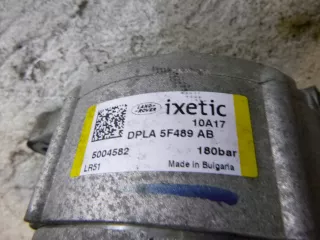 LAND ROVER ixetic
10A17
DPLA 5F489 AB
5004582 180bar
LR51 Made in Bulgaria